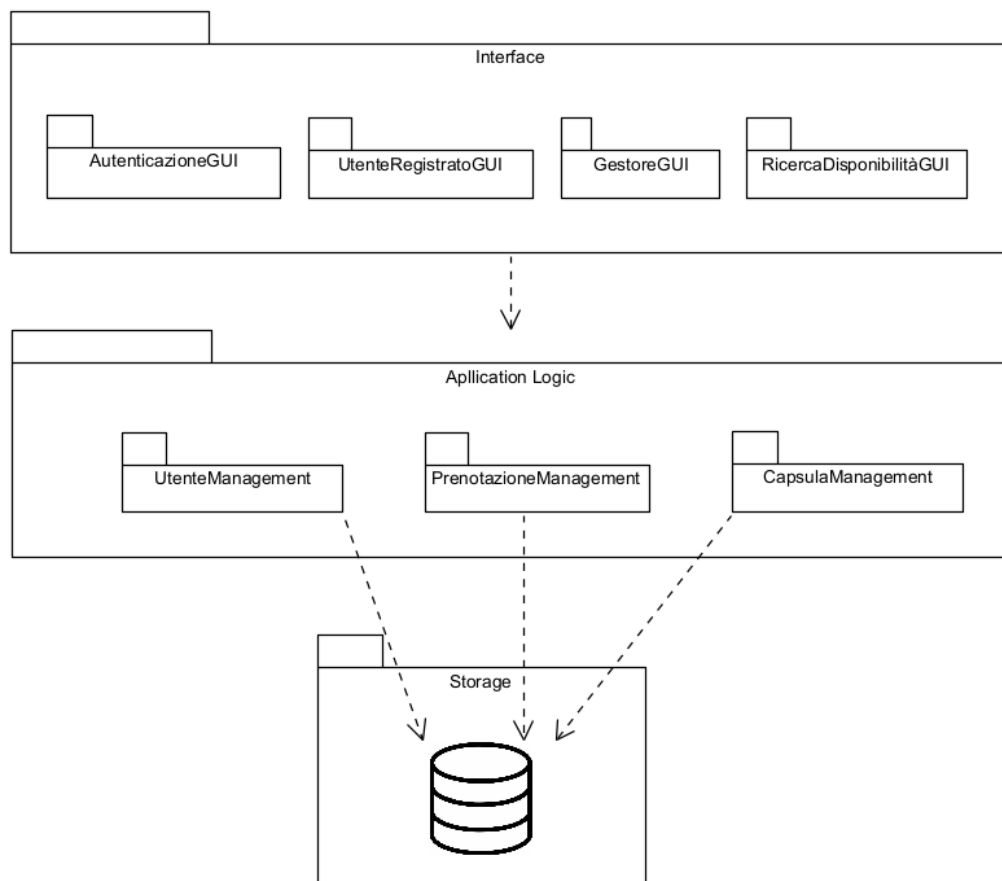 Interface
AutenticazioneGUI
UtenteRegistratoGUI
GestoreGUI
RicercaDisponibilitàGUI
Apllication Logic
UtenteManagement
PrenotazioneManagement
CapsulaManagement
Storage